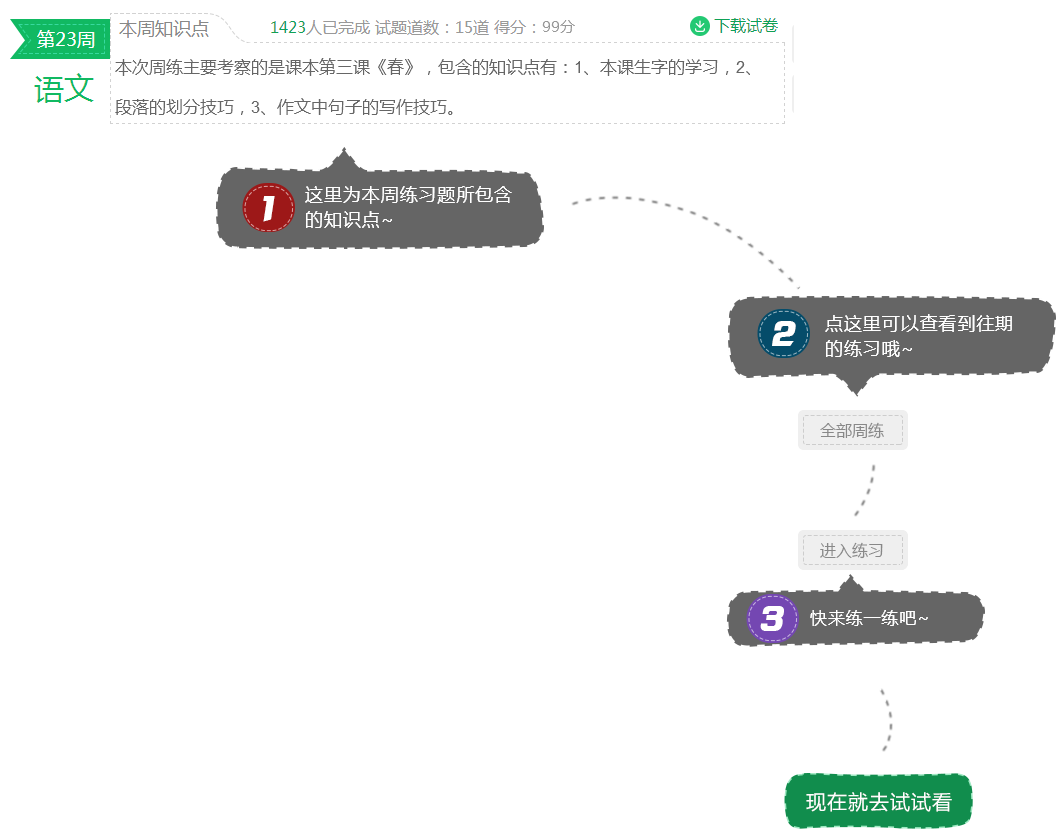 第23周
语文
本周知识点
1423人已完成 试题道数：15道 得分：99分
下载试卷
本次周练主要考察的是课本第三课《春》，包含的知识点有：1、本课生字的学习，2、
段落的划分技巧，3、作文中句子的写作技巧。
1
这里为本周练习题所包含
的知识点~
2
点这里可以查看到往期
的练习哦~
全部周练
进入练习
3
快来练一练吧~
现在就去试试看